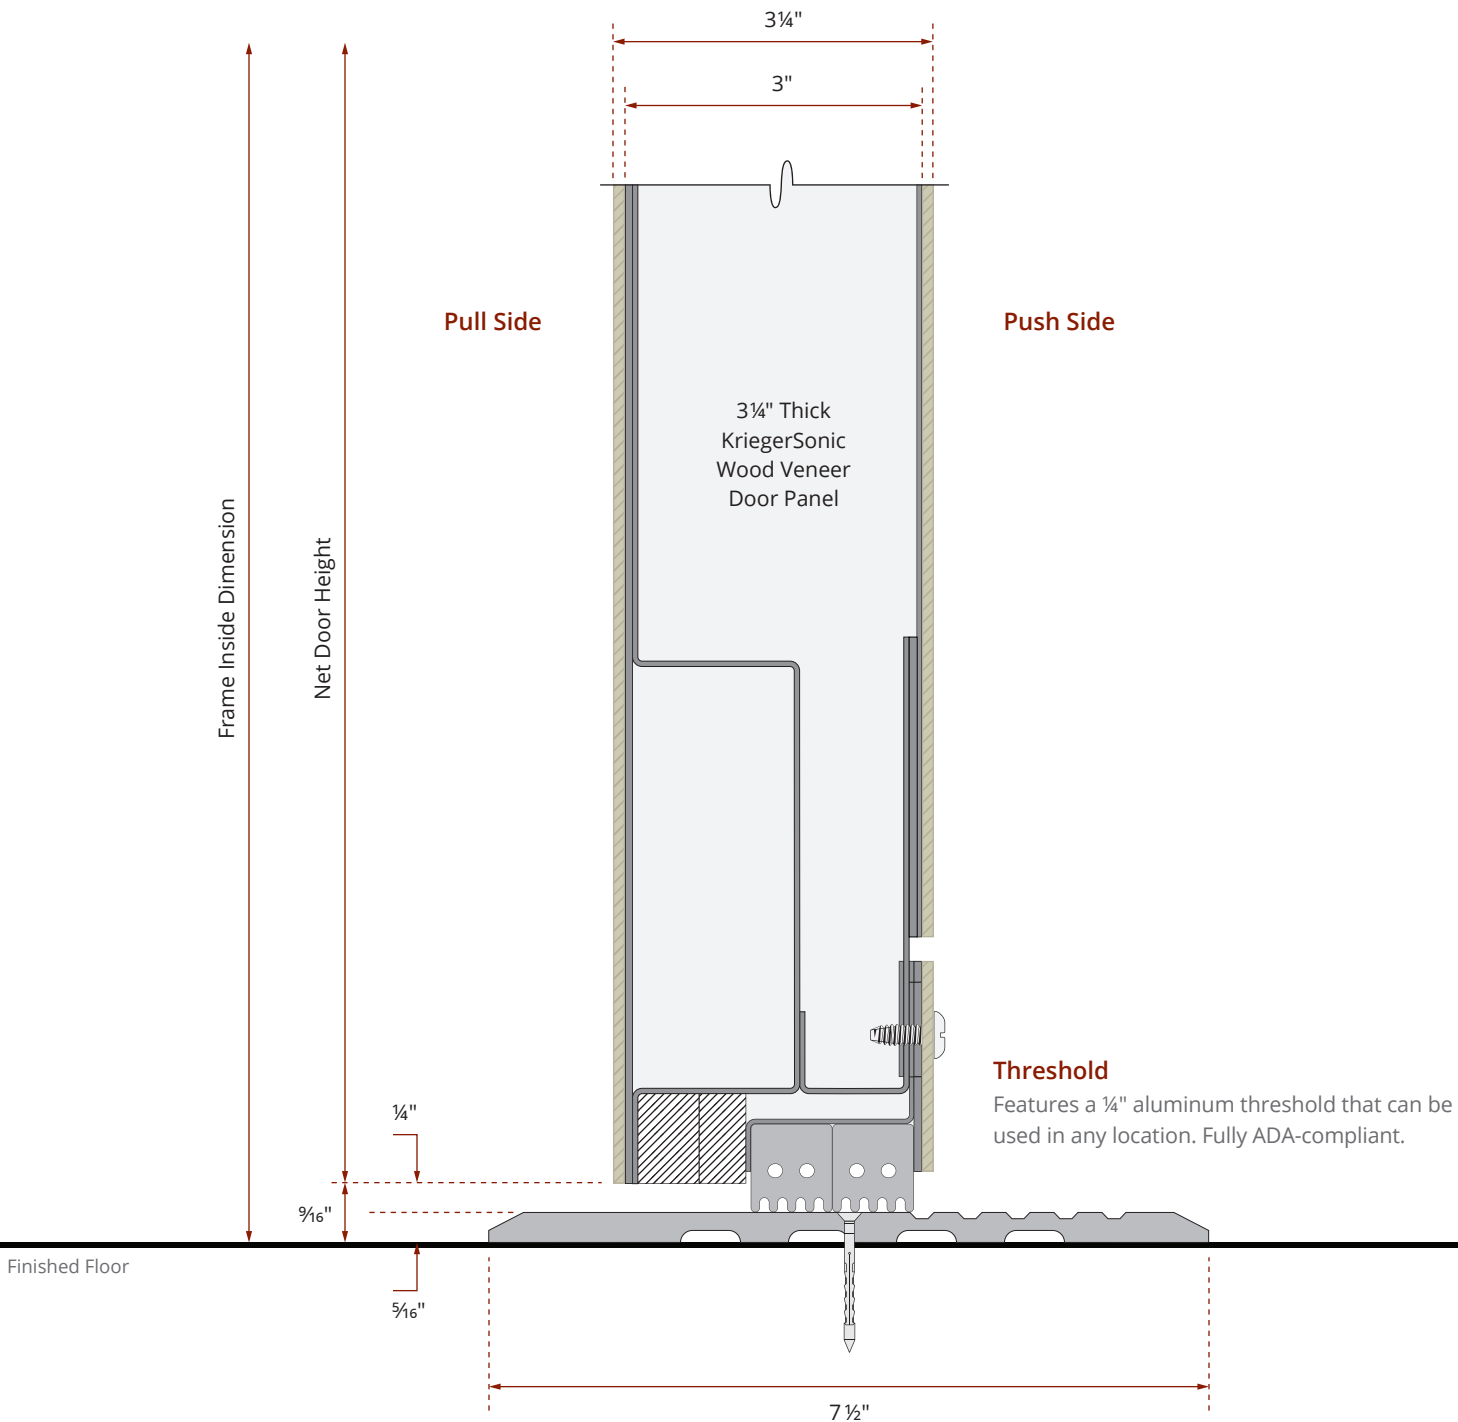 3¼"
3"
Pull Side
Push Side
3¼" Thick
KriegerSonic
Wood Veneer
Door Panel
Frame Inside Dimension
Net Door Height
Threshold
Features a ¼" aluminum threshold that can be
used in any location. Fully ADA-compliant.
¼"
9⁄16"
Finished Floor
5⁄16"
7 ½"